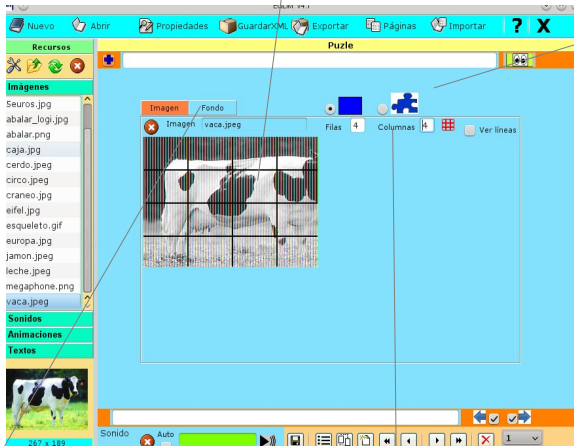 EdiLIM V4.1
Nuevo Abrir Propiedades GuardarXML Exportar Páginas Importar ? X
Recursos
Puzle
Imágenes
5euros.jpg
abalar_logi.jpg
abalar.png
caja.jpg
cerdo.jpeg
circo.jpeg
craneo.jpg
eifel.jpg
esqueleto.gif
europa.jpg
jamon.jpeg
leche.jpeg
megaphone.png
vaca.jpeg
Sonidos
Animaciones
Textos
267 x 189
Imagen Fondo
Imagen vaca.jpeg Filas 4 Columnas 4 Ver líneas
Sonido Auto 1